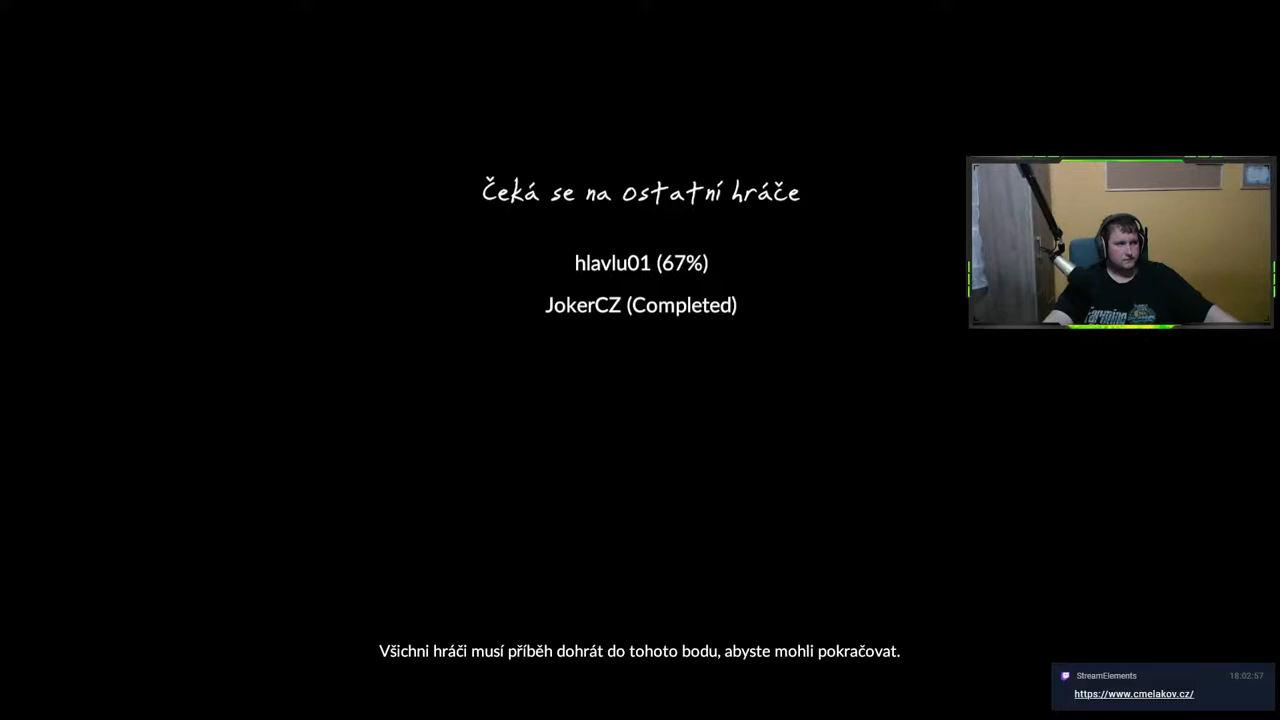 Čeká se na ostatní hráče
hlavlu01 (67%)
JokerCZ (Completed)
Farming
Všichni hráči musí příběh dohrát do tohoto bodu, abyste mohli pokračovat.
StreamElements 18:02:57
https://www.cmelakov.cz/